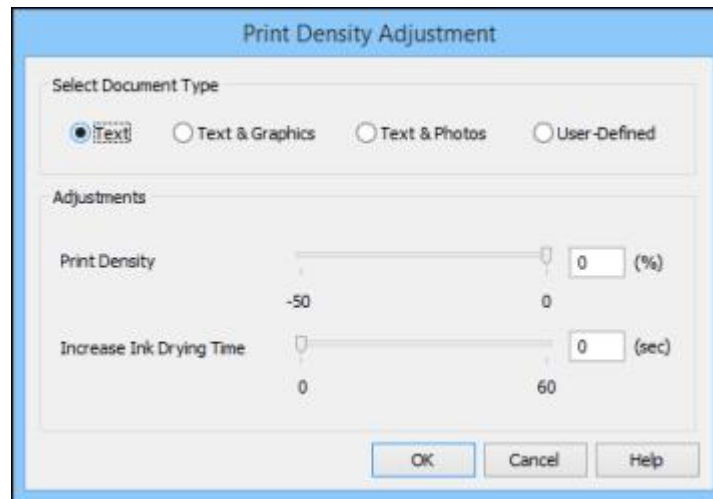 Print Density Adjustment
Select Document Type
Text Text & Graphics Text & Photos User-Defined
Adjustments
Print Density 0 (%)
-50 0
Increase Ink Drying Time 0 (sec)
0 60
OK Cancel Help